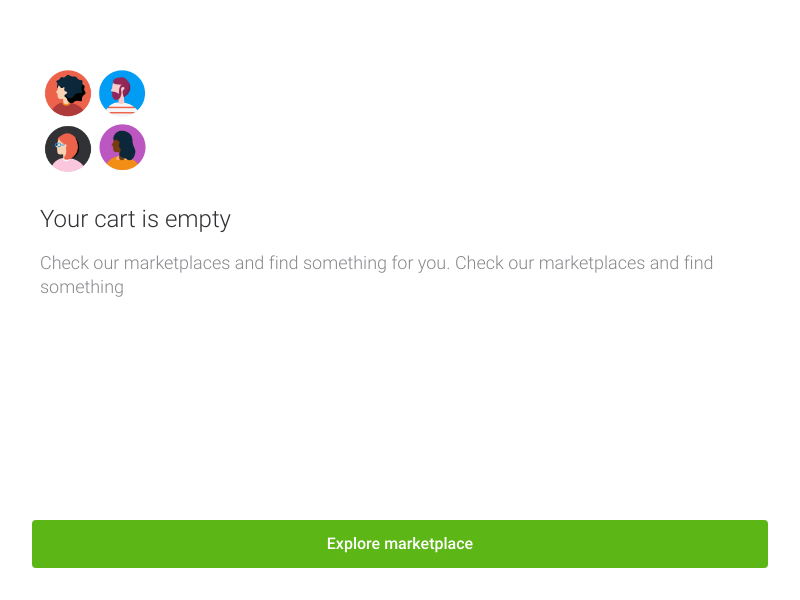 Your cart is empty
Check our marketplaces and find something for you. Check our marketplaces and find
something
Explore marketplace